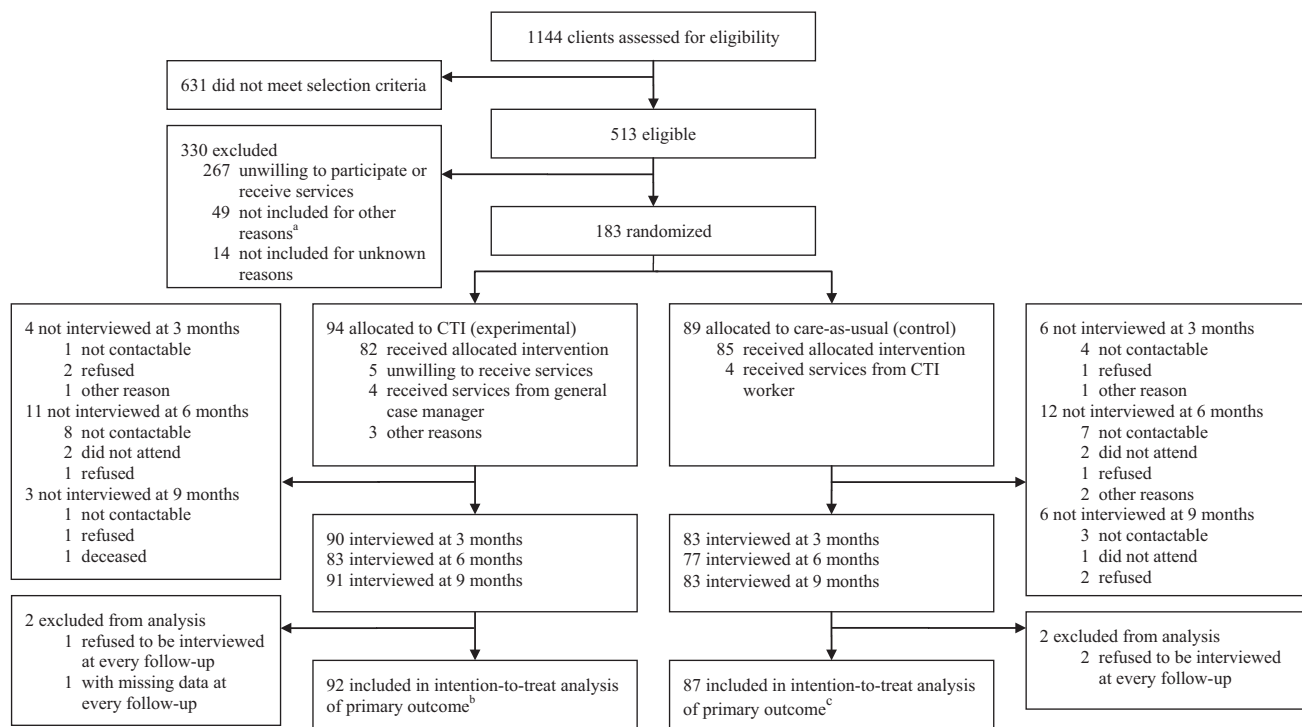 1144 clients assessed for eligibility
631 did not meet selection criteria
513 eligible
330 excluded
267 unwilling to participate or
receive services
49 not included for other
reasonsᵃ
14 not included for unknown
reasons
183 randomized
4 not interviewed at 3 months
1 not contactable
2 refused
1 other reason
11 not interviewed at 6 months
8 not contactable
2 did not attend
1 refused
3 not interviewed at 9 months
1 not contactable
1 refused
1 deceased
94 allocated to CTI (experimental)
82 received allocated intervention
5 unwilling to receive services
4 received services from general
case manager
3 other reasons
89 allocated to care-as-usual (control)
85 received allocated intervention
4 received services from CTI
worker
6 not interviewed at 3 months
4 not contactable
1 refused
1 other reason
12 not interviewed at 6 months
7 not contactable
2 did not attend
1 refused
2 other reasons
6 not interviewed at 9 months
3 not contactable
1 did not attend
2 refused
90 interviewed at 3 months
83 interviewed at 6 months
91 interviewed at 9 months
83 interviewed at 3 months
77 interviewed at 6 months
83 interviewed at 9 months
2 excluded from analysis
1 refused to be interviewed
at every follow-up
1 with missing data at
every follow-up
92 included in intention-to-treat analysis
of primary outcomeᵇ
87 included in intention-to-treat analysis
of primary outcomeᶜ
2 excluded from analysis
2 refused to be interviewed
at every follow-up